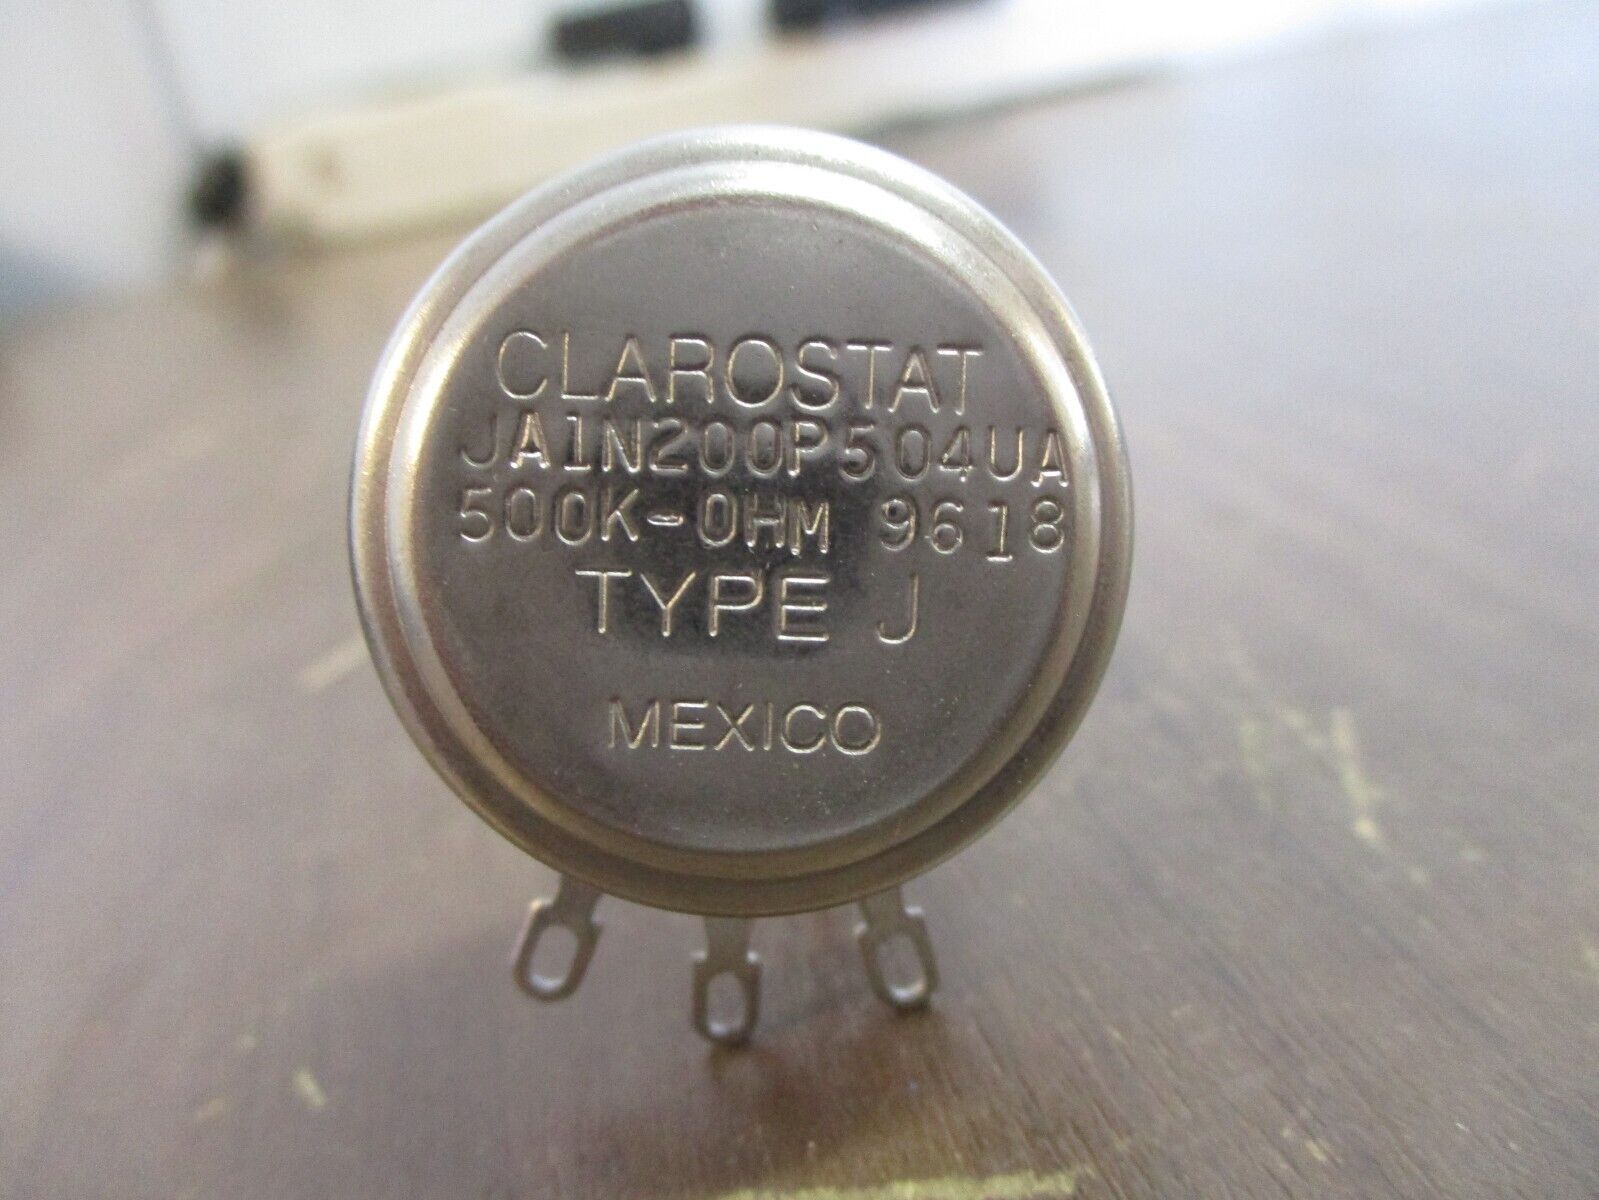 CLAROSTAT
JA1N200P504UA
500K-OHM 9618
TYPE J
MEXICO